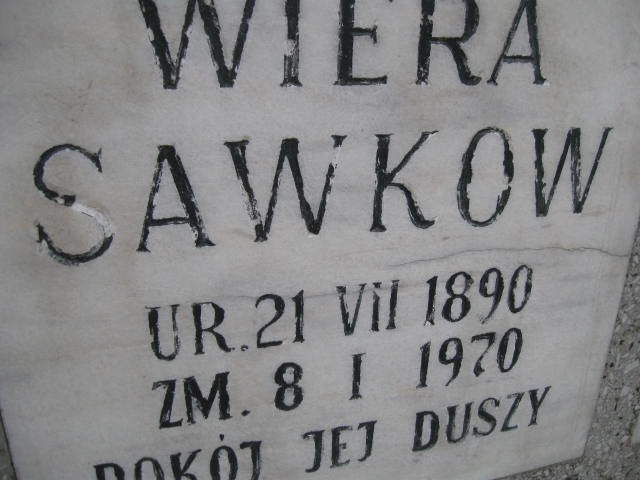 WIERA
SAWKOW
UR. 21 VII 1890
ZM. 8 I 1970
POKÓJ JEJ DUSZY